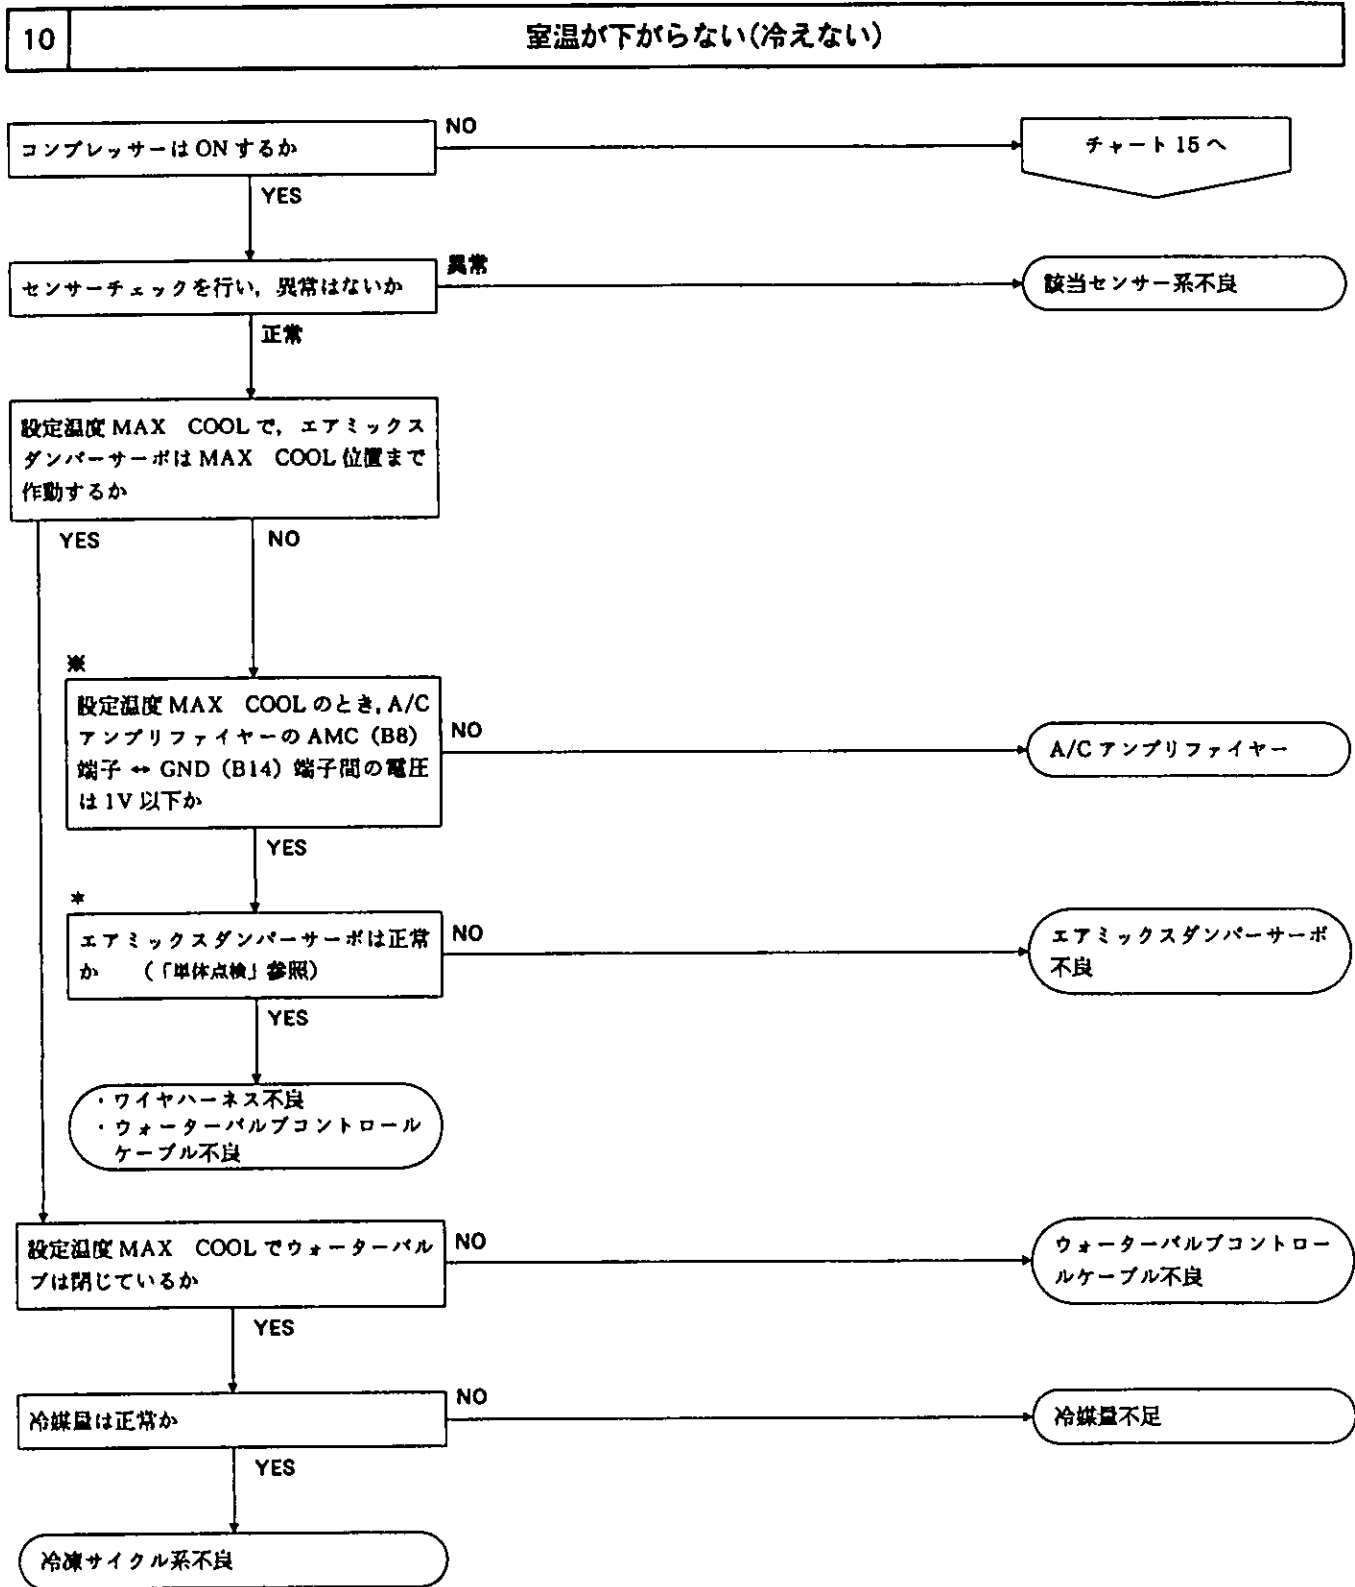 10
室温が下がらない(冷えない)
コンプレッサーは ON するか
NO
チャート 15 へ
YES
センサーチェックを行い, 異常はないか
異常
該当センサー系不良
正常
設定温度 MAX COOL で, エアミックス
ダンパーサーボは MAX COOL 位置まで
作動するか
YES
NO
※
設定温度 MAX COOL のとき, A/C
アンプリファイヤーの AMC (B8)
端子 ↔ GND (B14) 端子間の電圧
は 1V 以下か
NO
A/C アンプリファイヤー
YES
*
エアミックスダンパーサーボは正常
か (「単体点検」参照)
NO
エアミックスダンパーサーボ
不良
YES
・ワイヤハーネス不良
・ウォーターバルブコントロール
ケーブル不良
設定温度 MAX COOL でウォーターバル
ブは閉じているか
NO
ウォーターバルブコントロー
ルケーブル不良
YES
冷媒量は正常か
NO
冷媒量不足
YES
冷凍サイクル系不良